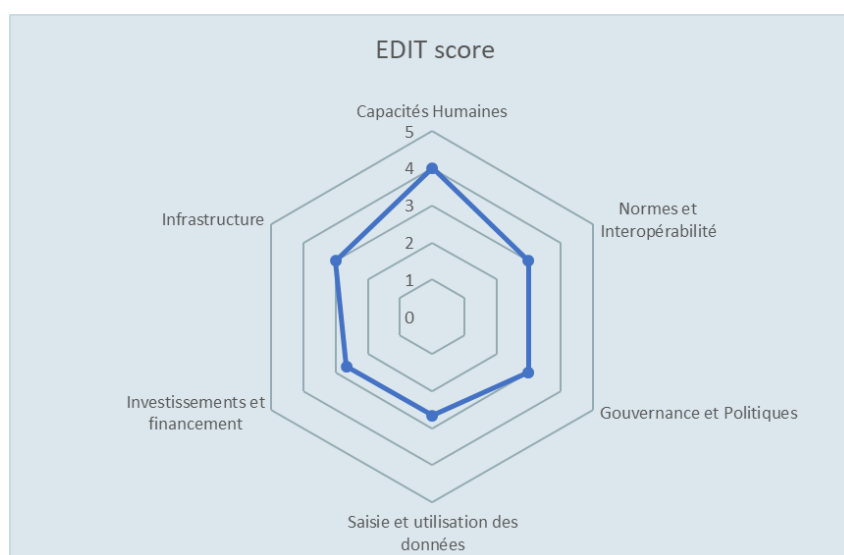 EDIT score
Capacités Humaines
5
4
3
2
1
0
Normes et
Interopérabilité
Infrastructure
Gouvernance et Politiques
Investissements et
financement
Saisie et utilisation des
données